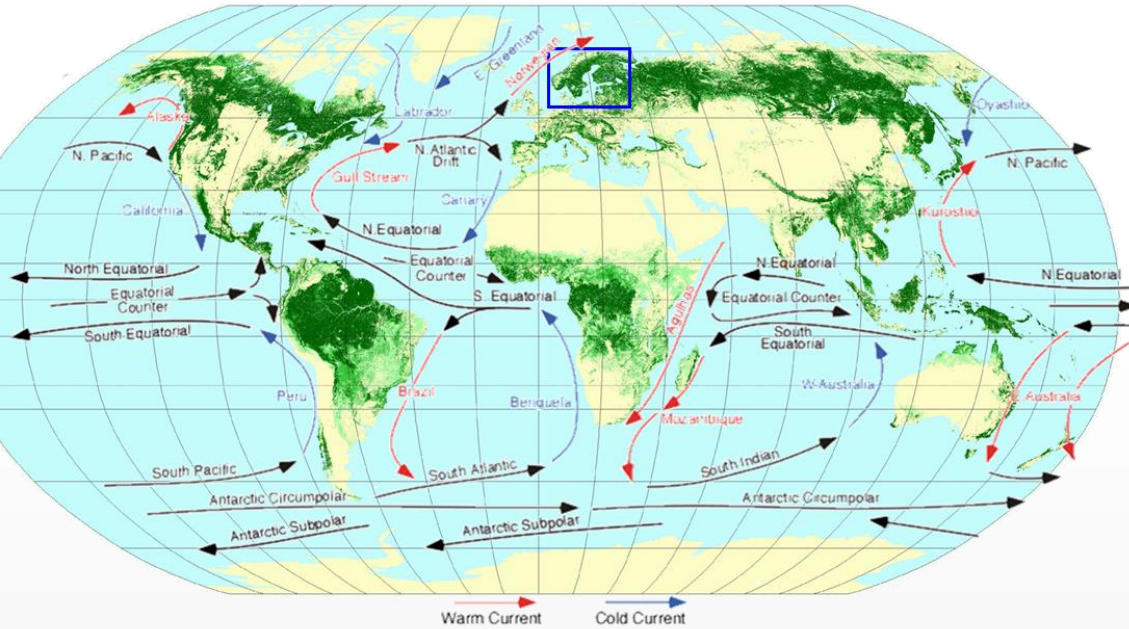 E. Greenland
Norweigan
Labrador
Oyashio
Alaska
N. Pacific
N. Atlantic
Drift
N. Pacific
Gulf Stream
California
Canary
Kuroshio
N.Equatorial
North Equatorial
Equatorial
Counter
N.Equatorial
N.Equatorial
Equatorial
Counter
S. Equatorial
Equatorial Counter
South Equatorial
South
Equatorial
Agulhas
Peru
Brazil
Benguela
W.Australia
E. Australia
Mozambique
South Pacific
South Atlantic
South Indian
Antarctic Circumpolar
Antarctic Circumpolar
Antarctic Subpolar
Antarctic Subpolar
Warm Current
Cold Current